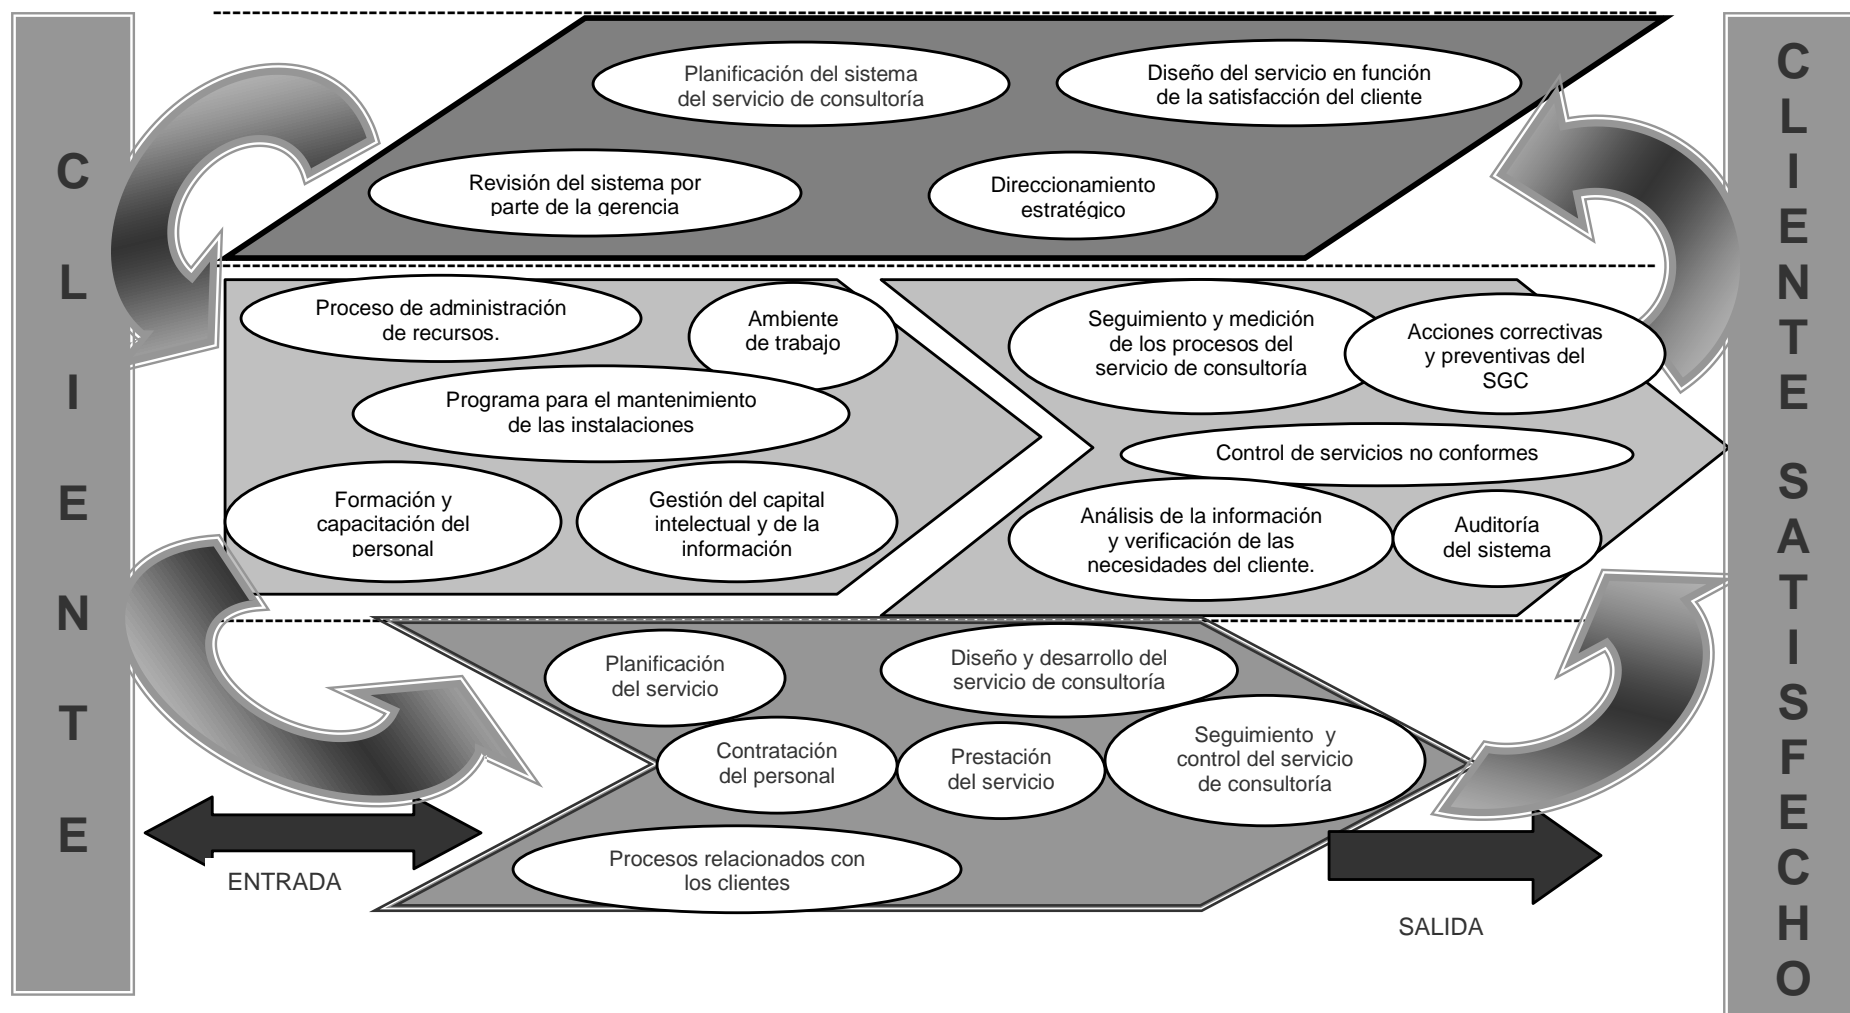 CLIENTE
Planificación del sistema
del servicio de consultoría
Diseño del servicio en función
de la satisfacción del cliente
Revisión del sistema por
parte de la gerencia
Direccionamiento
estratégico
Proceso de administración
de recursos.
Ambiente
de trabajo
Programa para el mantenimiento
de las instalaciones
Formación y
capacitación del
personal
Gestión del capital
intelectual y de la
información
Seguimiento y medición
de los procesos del
servicio de consultoría
Acciones correctivas
y preventivas del
SGC
Control de servicios no conformes
Análisis de la información
y verificación de las
necesidades del cliente.
Auditoría
del sistema
Planificación
del servicio
Diseño y desarrollo del
servicio de consultoría
Contratación
del personal
Prestación
del servicio
Seguimiento y
control del servicio
de consultoría
Procesos relacionados con
los clientes
ENTRADA
SALIDA
CLIENTE SATISFECHO